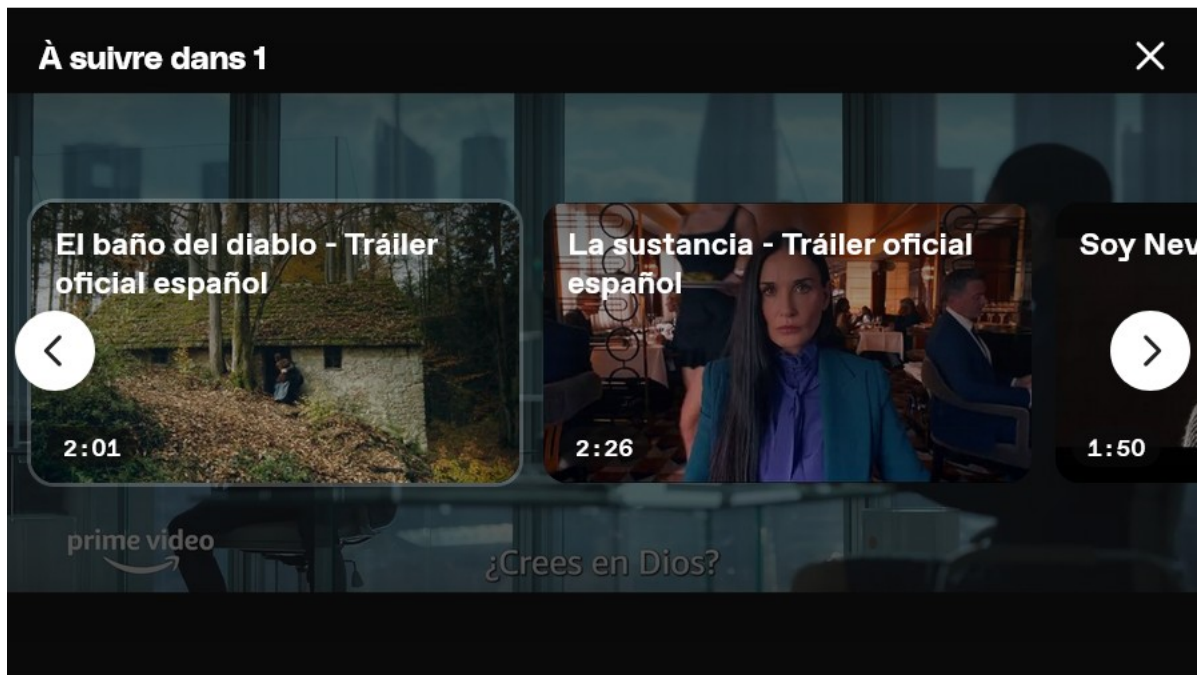 À suivre dans 1
El baño del diablo - Tráiler
oficial español
2:01
La sustancia - Tráiler oficial
español
2:26
Soy
1:50
prime video
¿Crees en Dios?